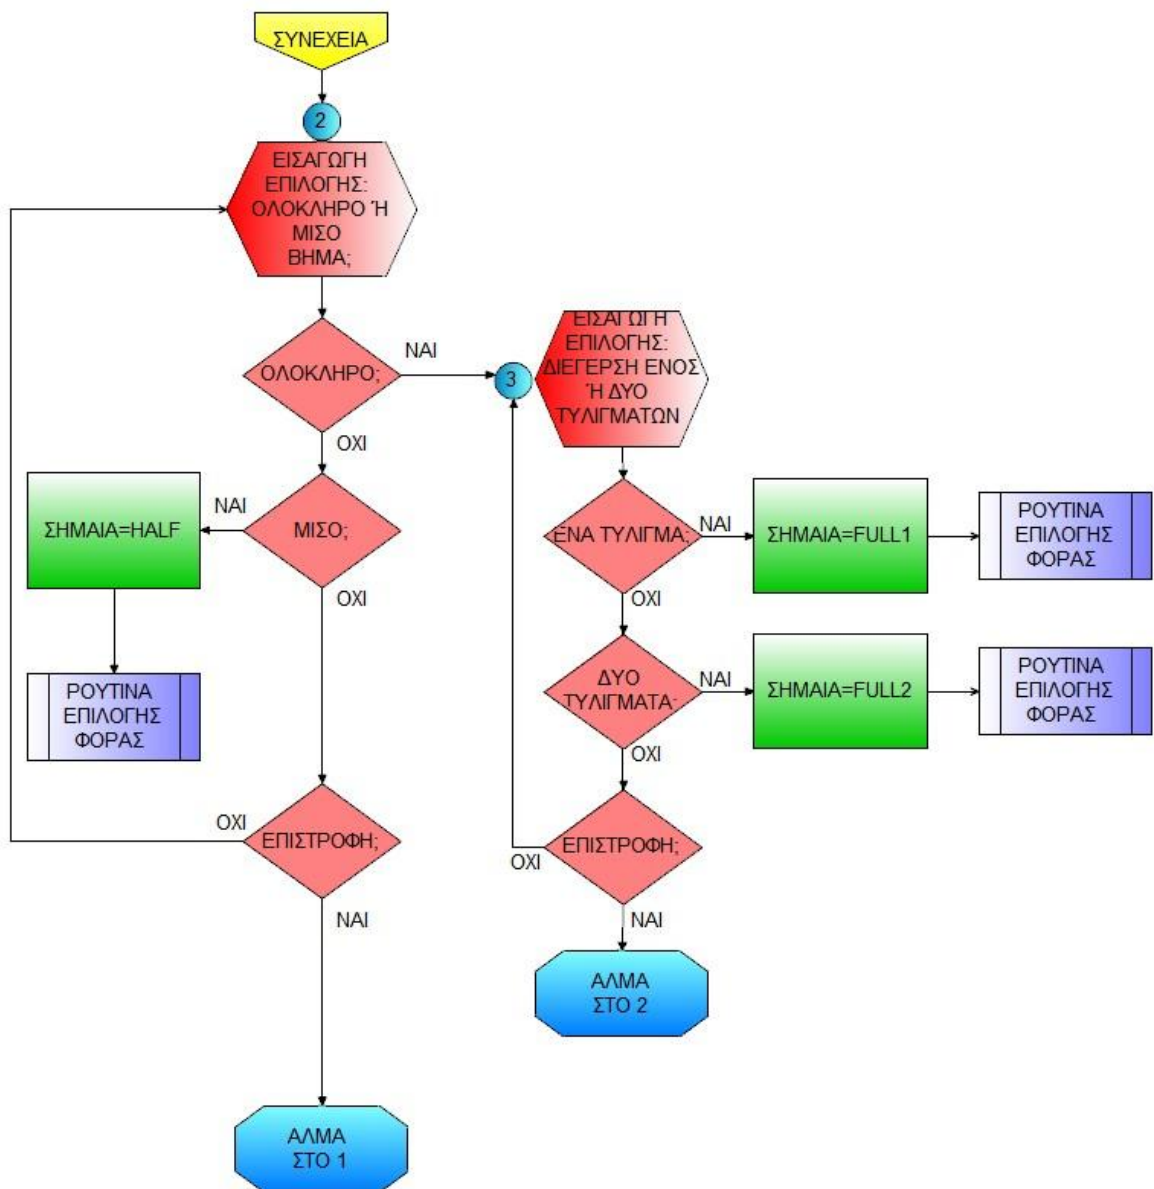 ΣΥΝΕΧΕΙΑ
2
ΕΙΣΑΓΩΓΗ
ΕΠΙΛΟΓΗΣ:
ΟΛΟΚΛΗΡΟ Ή
ΜΙΣΟ
ΒΗΜΑ;
ΟΛΟΚΛΗΡΟ;
ΝΑΙ
3
ΕΙΣΑΓΩΓΗ
ΕΠΙΛΟΓΗΣ:
ΔΙΕΓΕΡΣΗ ΕΝΟΣ
Ή ΔΥΟ
ΤΥΛΙΓΜΑΤΩΝ
ΟΧΙ
ΜΙΣΟ;
ΝΑΙ
ΣΗΜΑΙΑ=HALF
ΟΧΙ
ΡΟΥΤΙΝΑ
ΕΠΙΛΟΓΗΣ
ΦΟΡΑΣ
ΕΠΙΣΤΡΟΦΗ;
ΟΧΙ
ΝΑΙ
ΑΛΜΑ
ΣΤΟ 1
ΕΝΑ ΤΥΛΙΓΜΑ;
ΝΑΙ
ΣΗΜΑΙΑ=FULL1
ΡΟΥΤΙΝΑ
ΕΠΙΛΟΓΗΣ
ΦΟΡΑΣ
ΟΧΙ
ΔΥΟ
ΤΥΛΙΓΜΑΤΑ;
ΝΑΙ
ΣΗΜΑΙΑ=FULL2
ΡΟΥΤΙΝΑ
ΕΠΙΛΟΓΗΣ
ΦΟΡΑΣ
ΟΧΙ
ΕΠΙΣΤΡΟΦΗ;
ΟΧΙ
ΝΑΙ
ΑΛΜΑ
ΣΤΟ 2